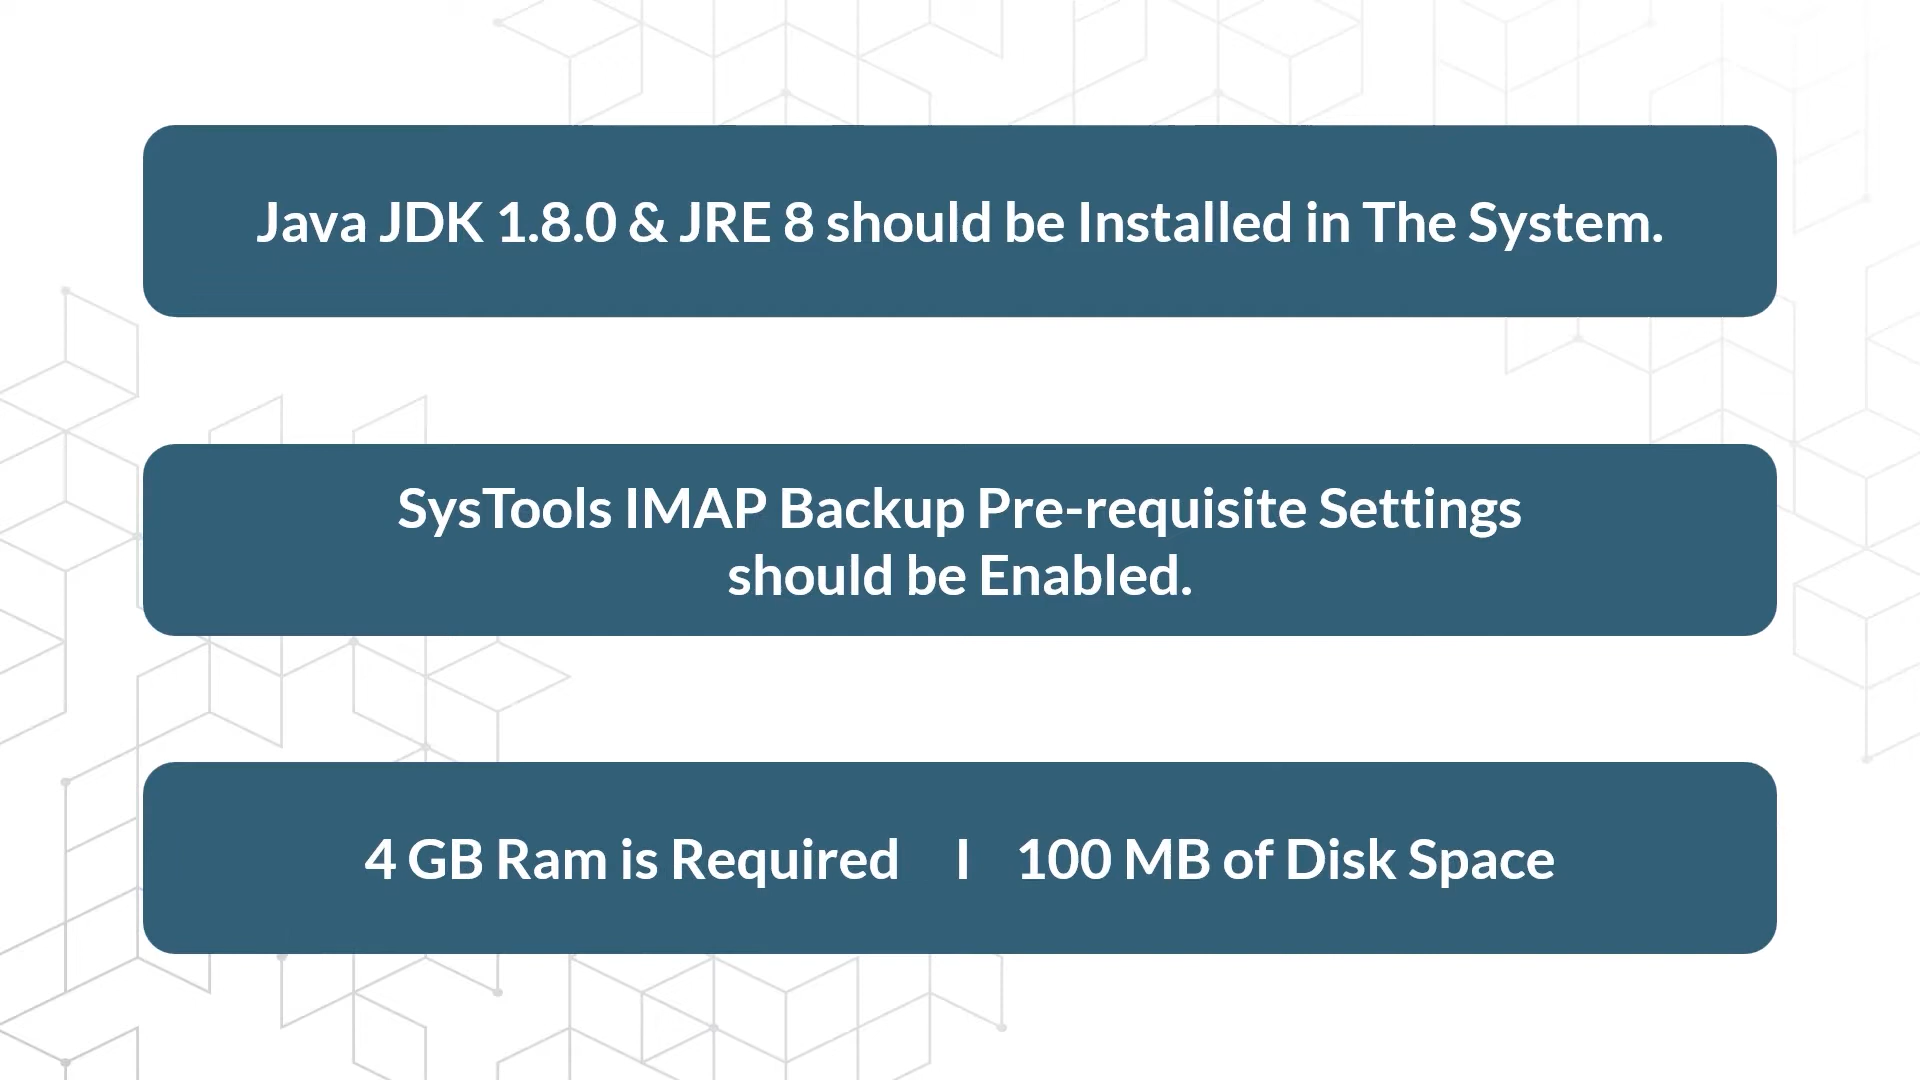 Java JDK 1.8.0 & JRE 8 should be Installed in The System.
SysTools IMAP Backup Pre-requisite Settings
should be Enabled.
4 GB Ram is Required I 100 MB of Disk Space